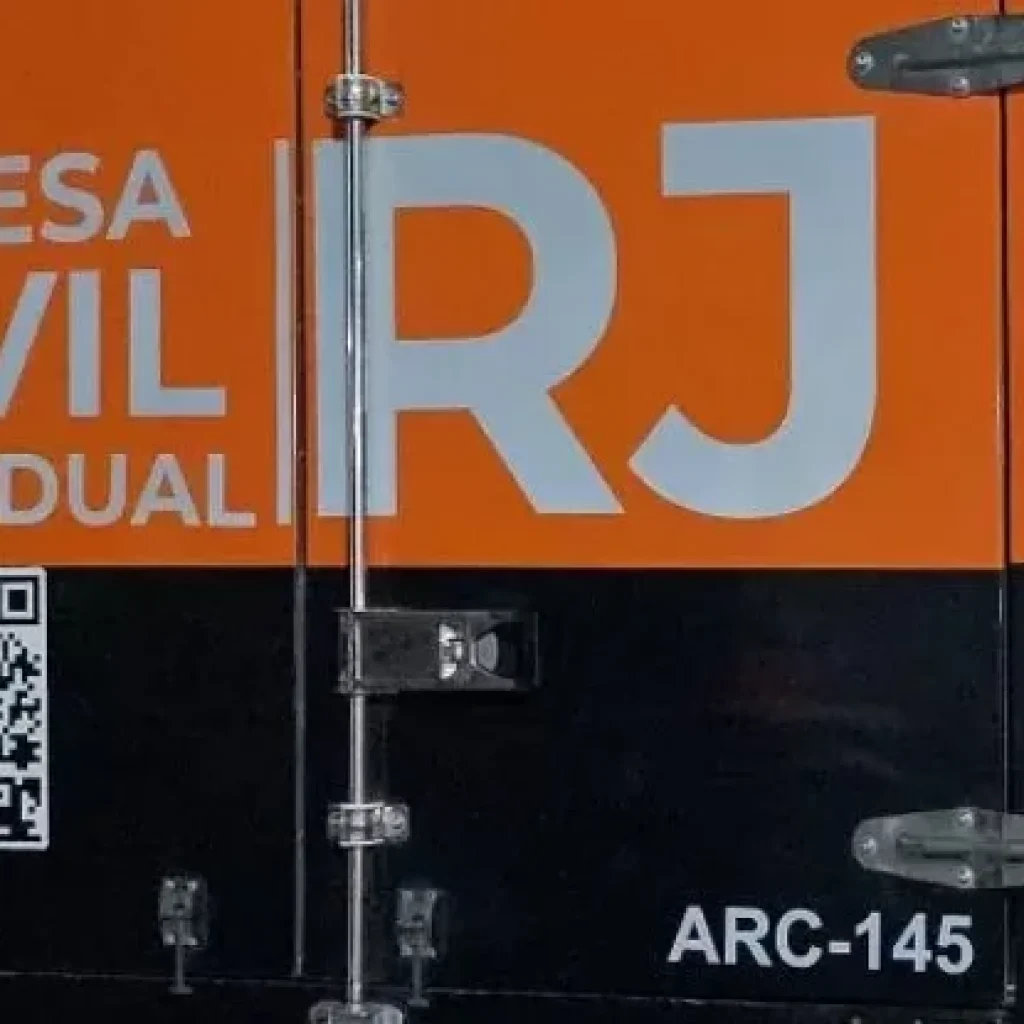 ESA
VIL
DUAL
RJ
ARC-145